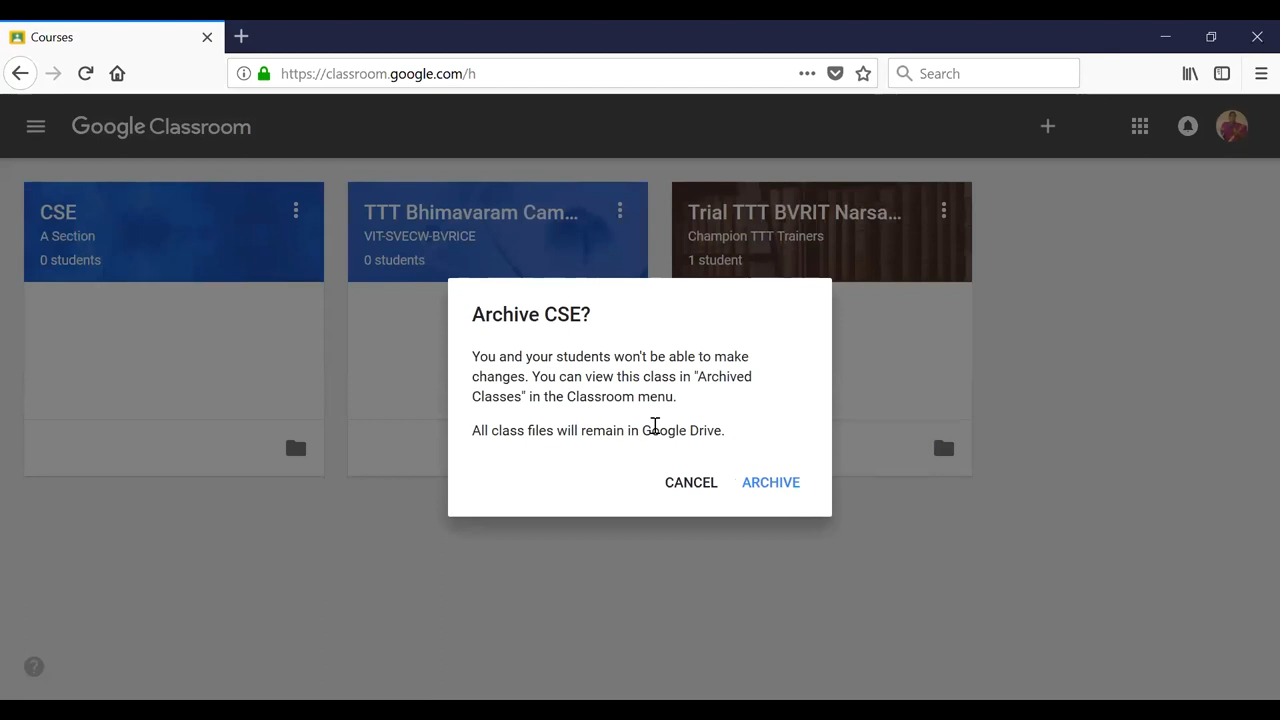 Courses
https://classroom.google.com/h
Search
Google Classroom
CSE
A Section
0 students
TTT Bhimavaram Cam...
VIT-SVECW-BVRICE
0 students
Trial TTT BVRIT Narsa...
Champion TTT Trainers
1 student
Archive CSE?
You and your students won't be able to make
changes. You can view this class in "Archived
Classes" in the Classroom menu.
All class files will remain in Google Drive.
CANCEL ARCHIVE